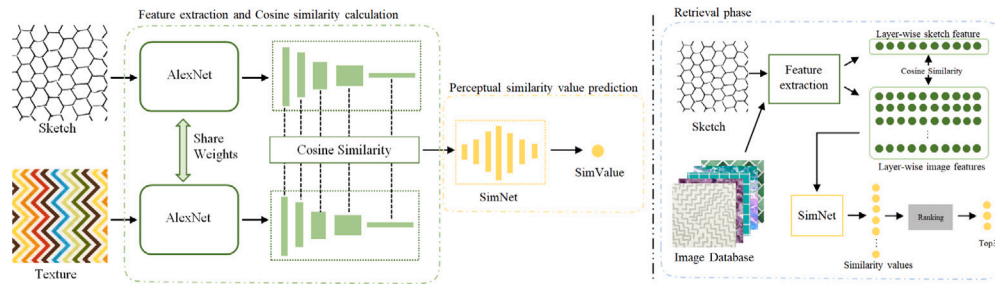 Feature extraction and Cosine similarity calculation
AlexNet
Sketch
Share
Weights
Cosine Similarity
AlexNet
Texture
Perceptual similarity value prediction
SimNet
SimValue
Retrieval phase
Layer-wise sketch feature
Feature
extraction
Cosine Similarity
Sketch
Layer-wise image features
SimNet
Ranking
Image Database
Similarity values